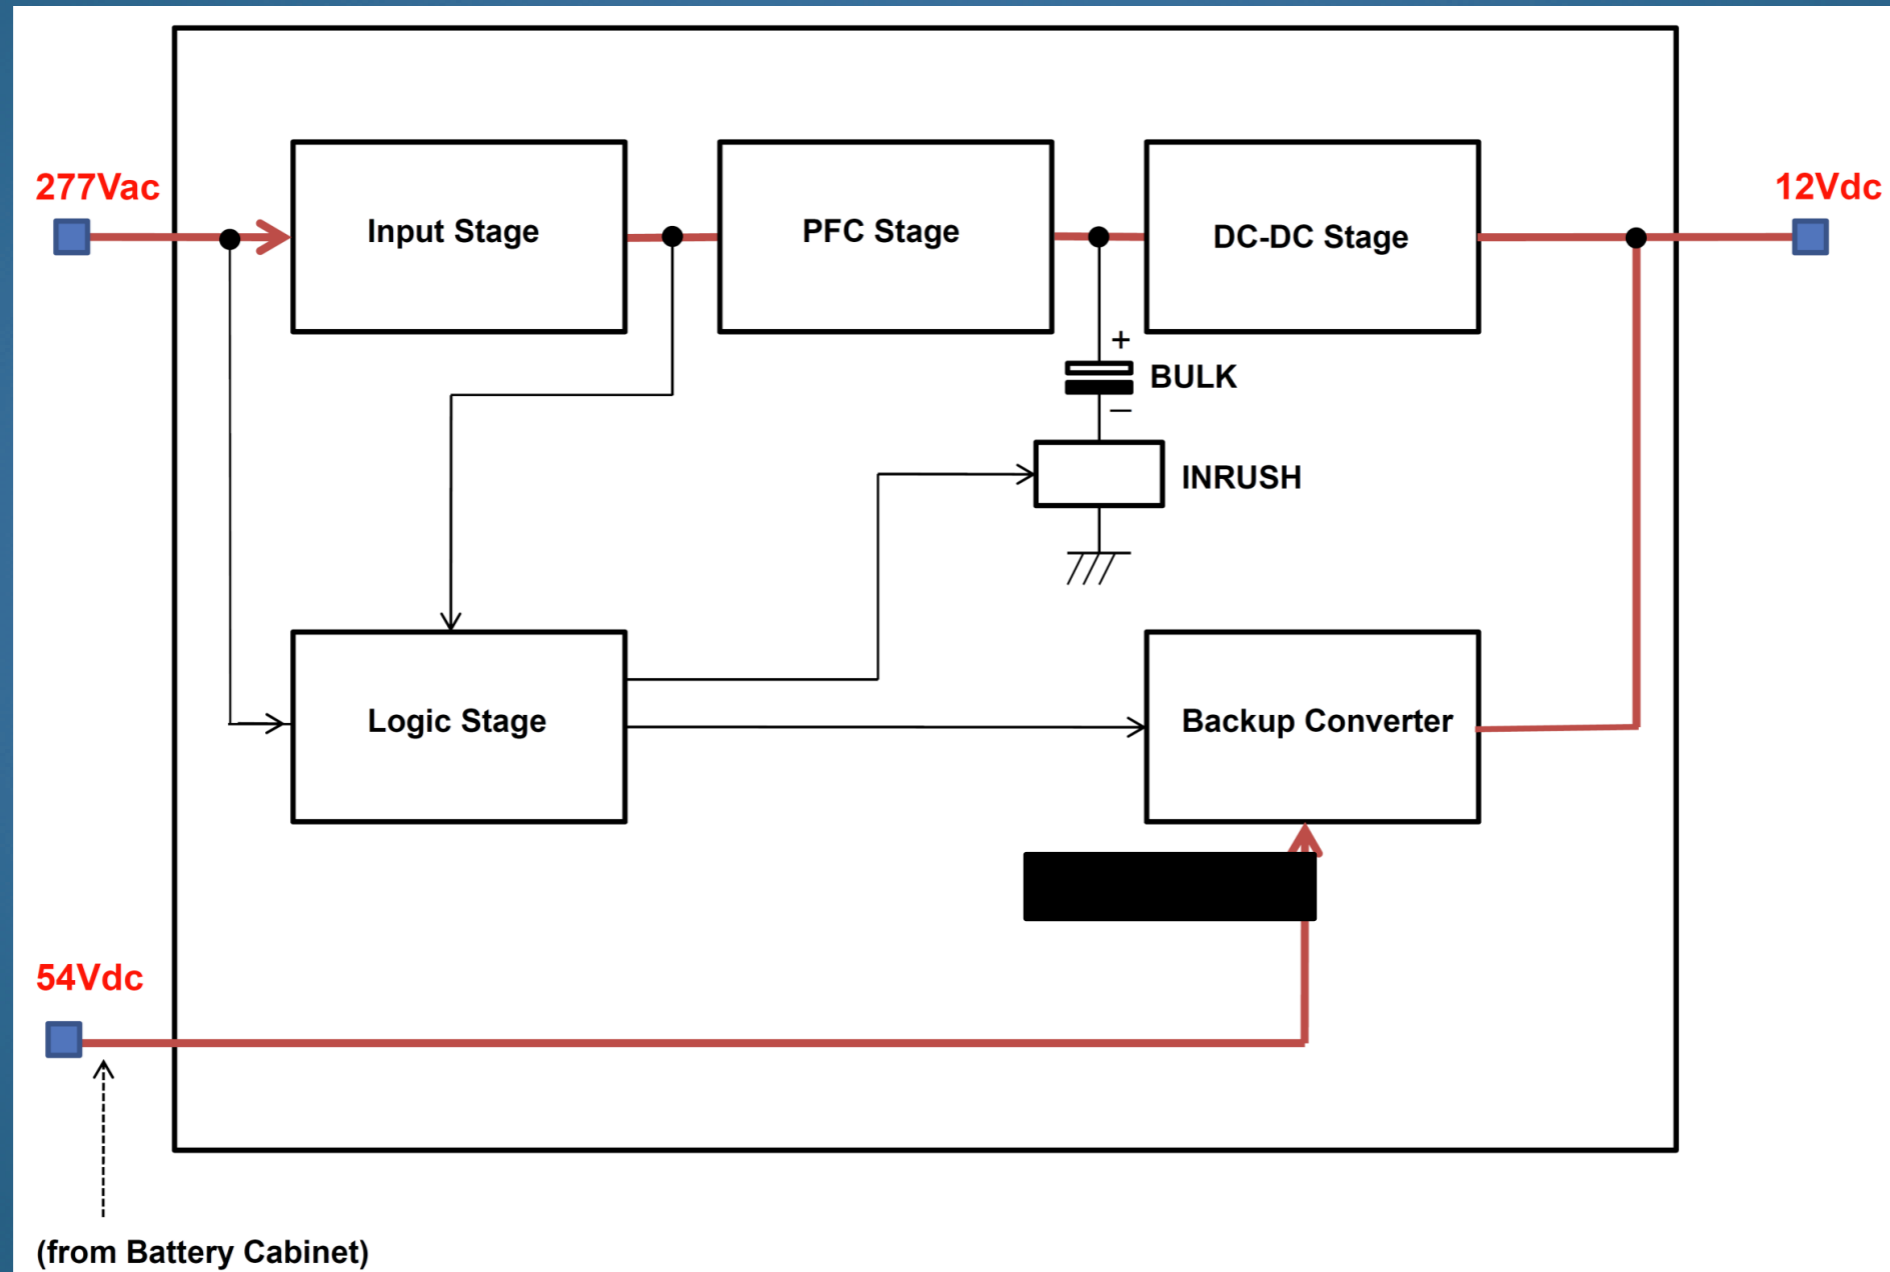 277Vac
12Vdc
Input Stage
PFC Stage
DC-DC Stage
+
BULK
–
INRUSH
Logic Stage
Backup Converter
54Vdc
(from Battery Cabinet)